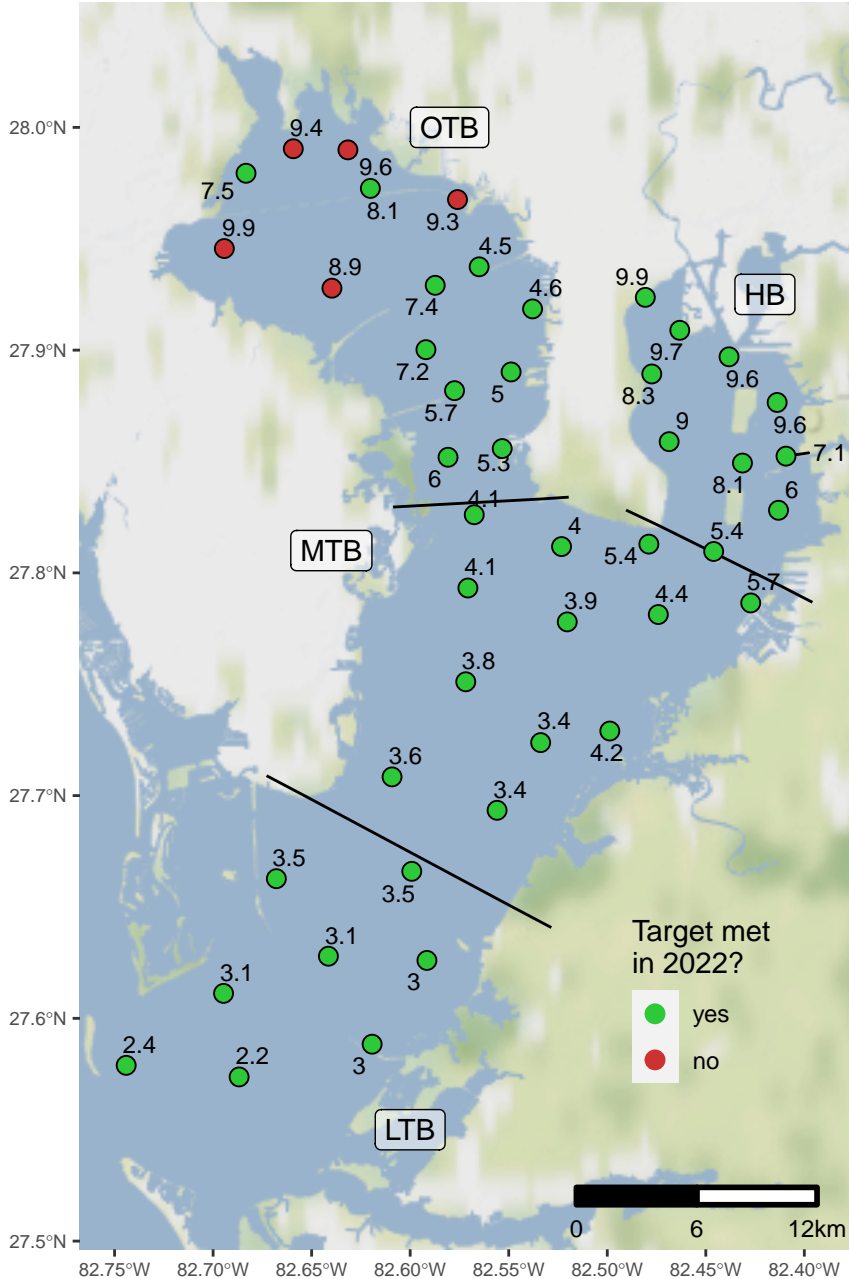 28.0°N
27.9°N
27.8°N
27.7°N
27.6°N
27.5°N
OTB
9.4
9.6
7.5
8.1
9.3
9.9
4.5
8.9
7.4
4.6
7.2
5.7
5
6
5.3
HB
9.9
9.7
9.6
8.3
9.6
9
7.1
8.1
6
5.4
MTB
4.1
4
5.4
5.7
4.1
3.9
4.4
3.8
3.4
4.2
3.6
3.4
3.5
3.5
3.1
3
3.1
2.4
2.2
3
LTB
Target met
in 2022?
yes
no
0 6 12km
82.75°W 82.70°W 82.65°W 82.60°W 82.55°W 82.50°W 82.45°W 82.40°W